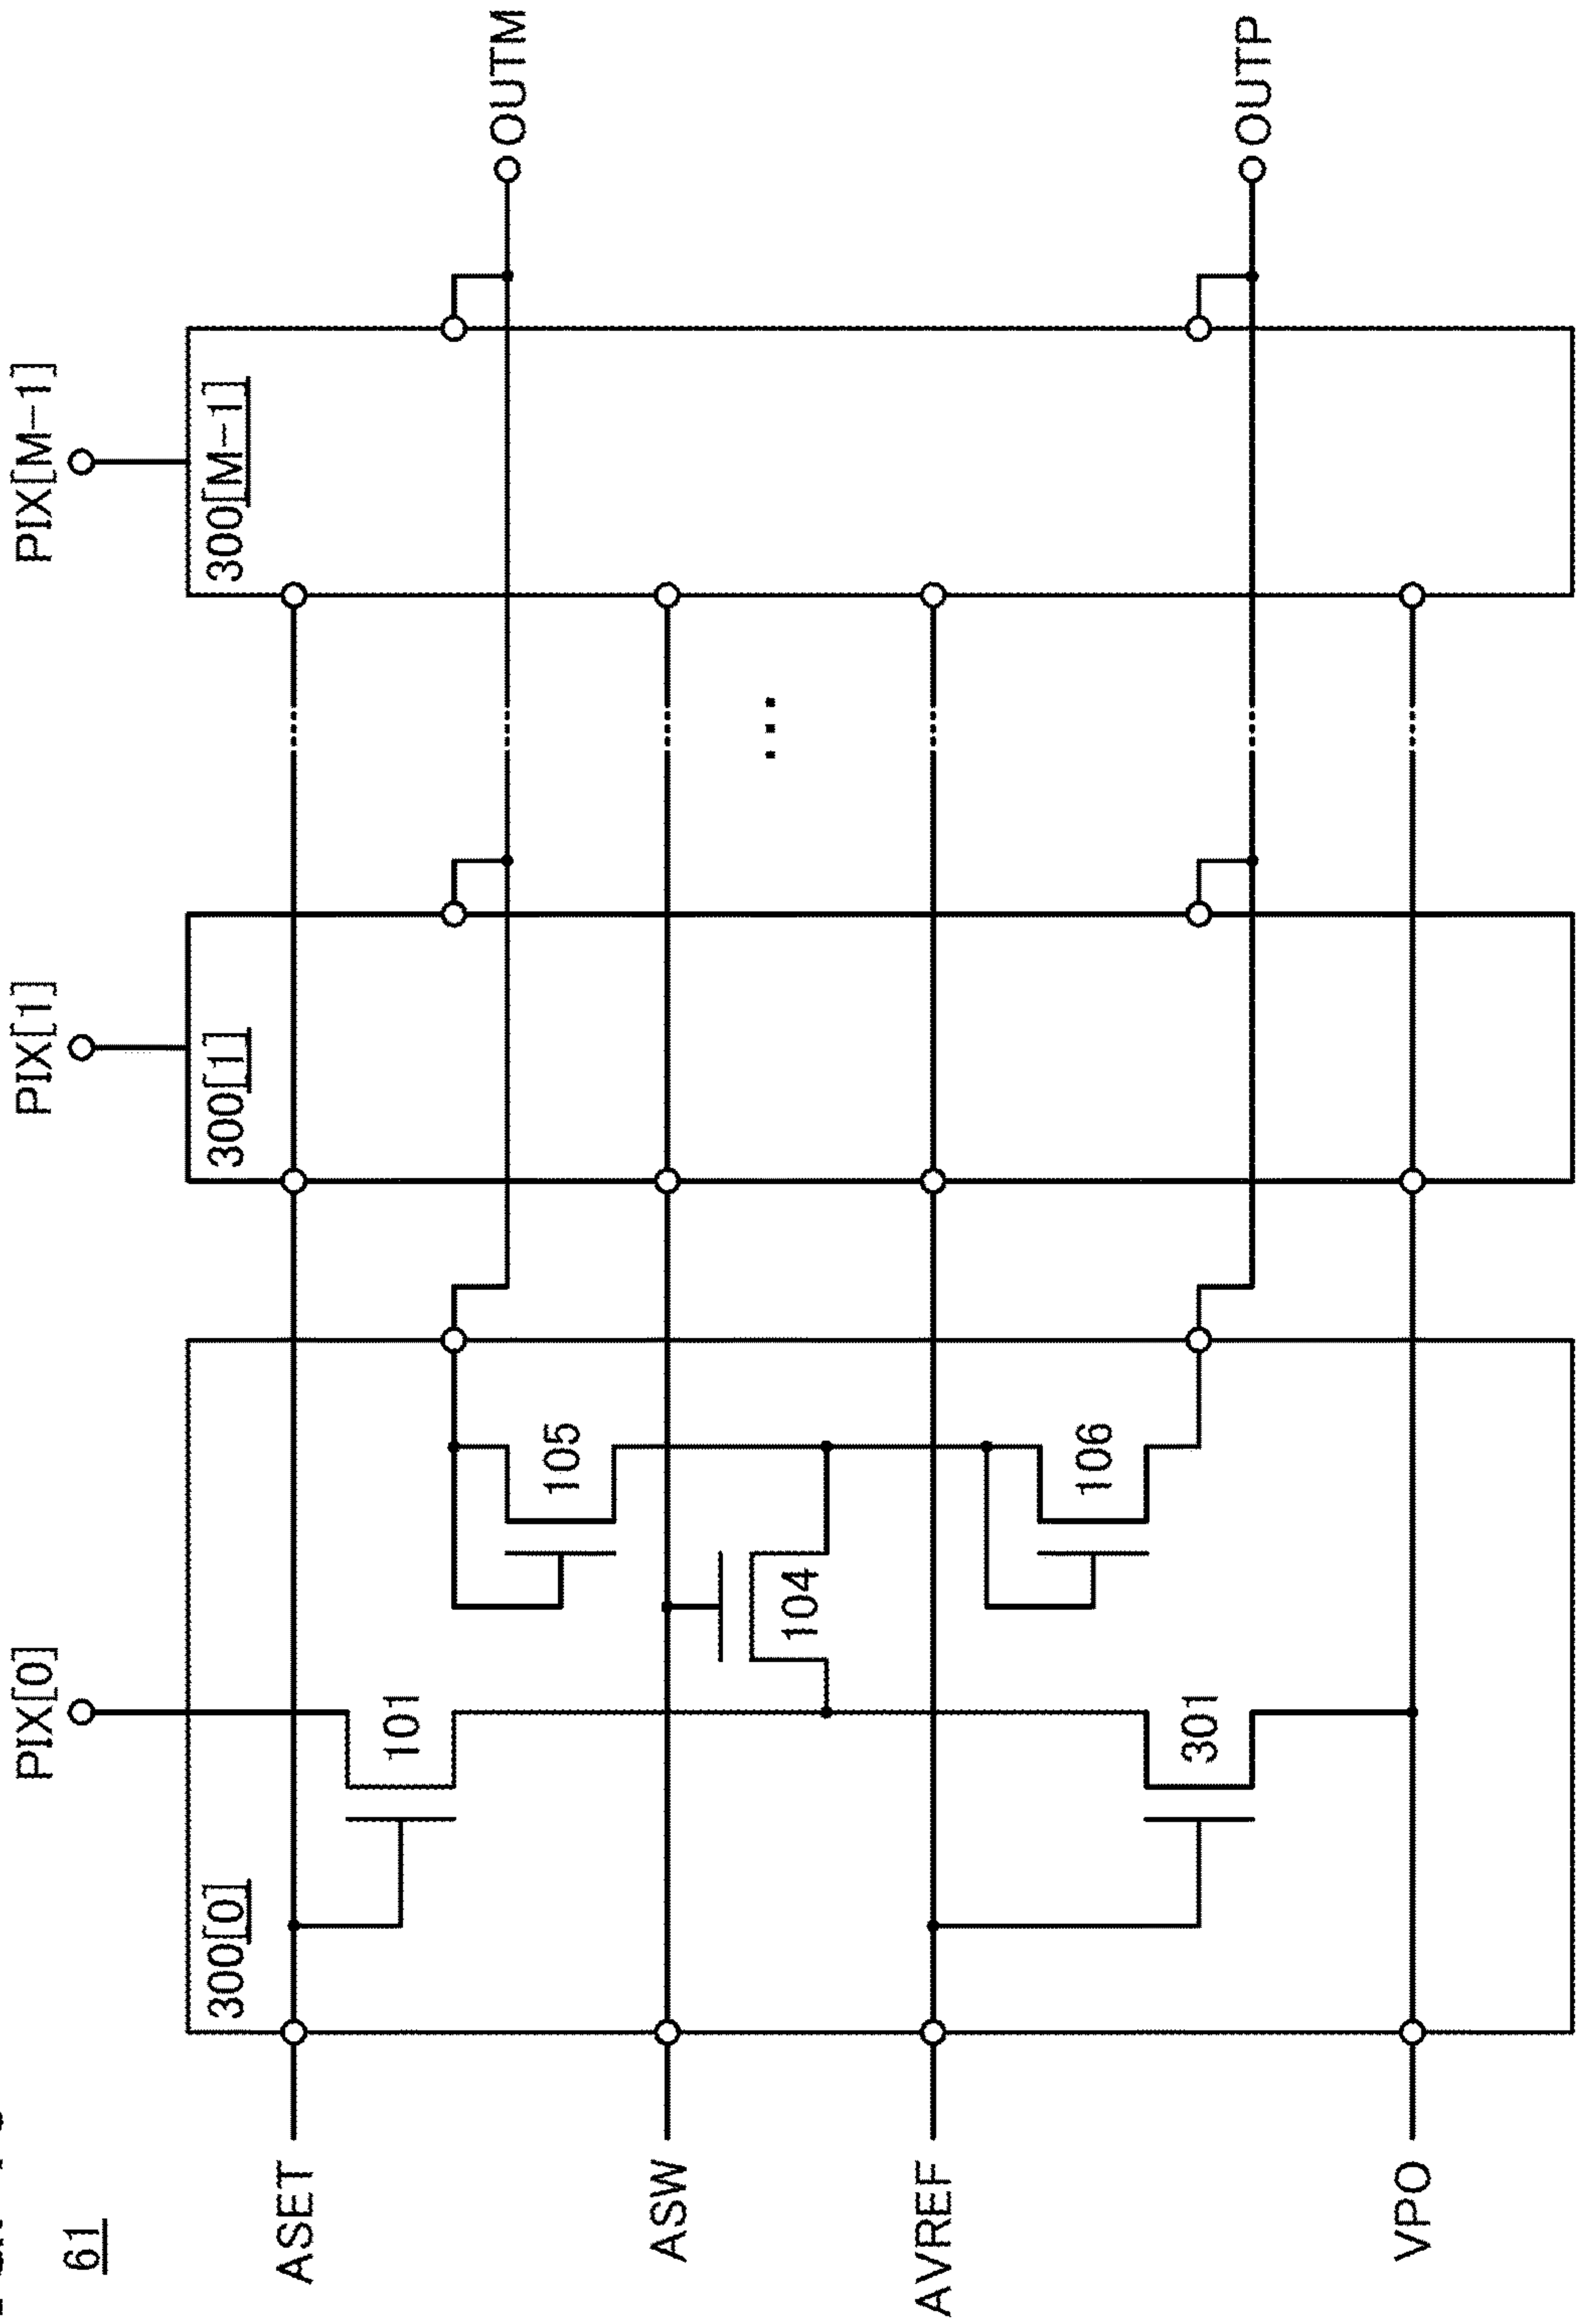 61
PIX[0]
PIX[1]
PIX[M-1]
300[0]
300[1]
300[M-1]
ASET
101
105
OUTM
ASW
104
AVREF
106
301
OUTP
VPO